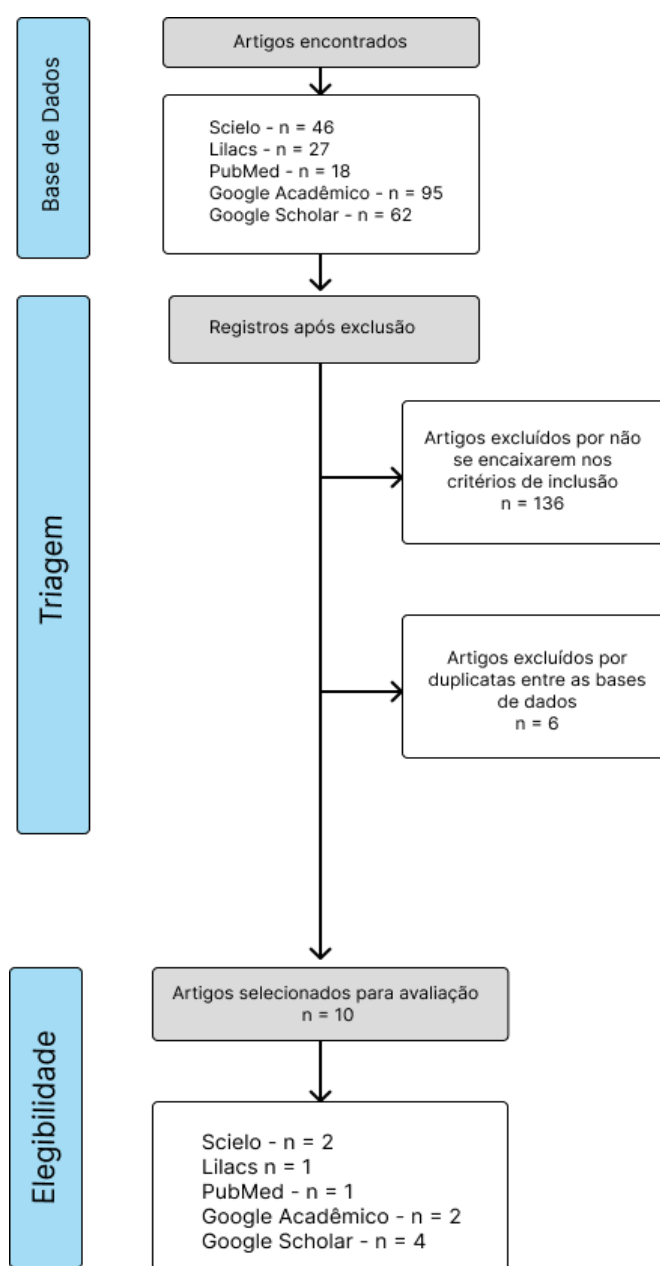 Base de Dados
Artigos encontrados
Scielo - n = 46
Lilacs - n = 27
PubMed - n = 18
Google Acadêmico - n = 95
Google Scholar - n = 62
Triagem
Registros após exclusão
Artigos excluídos por não
se encaixarem nos
critérios de inclusão
n = 136
Artigos excluídos por
duplicatas entre as bases
de dados
n = 6
Elegibilidade
Artigos selecionados para avaliação
n = 10
Scielo - n = 2
Lilacs n = 1
PubMed - n = 1
Google Acadêmico - n = 2
Google Scholar - n = 4